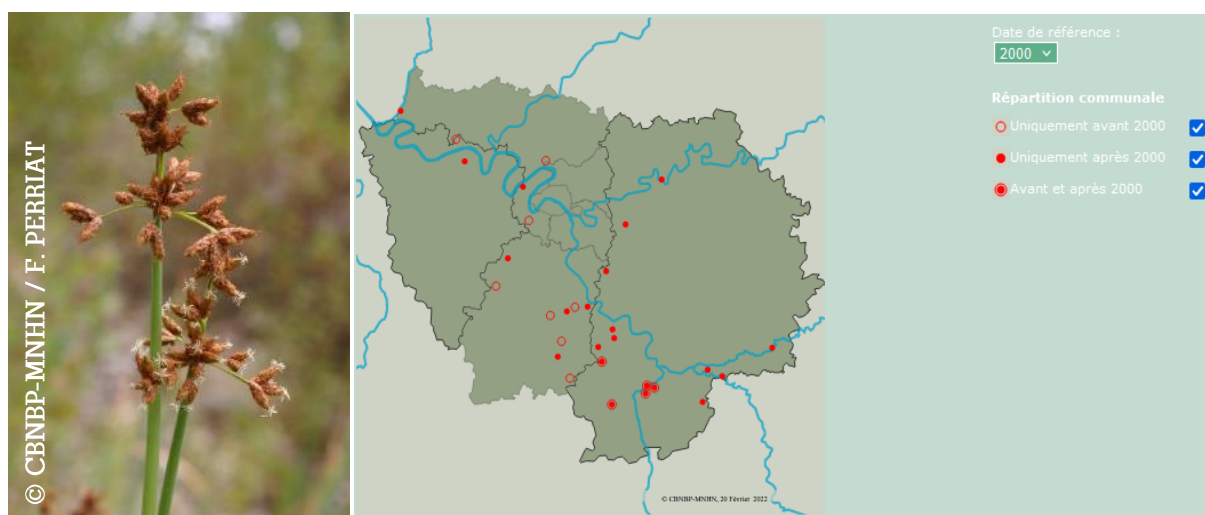 © CBNBP-MNHN / F. PERRIAT
Date de référence :
2000
Répartition communale
Uniquement avant 2000
Uniquement après 2000
Avant et après 2000
© CBNBP-MNHN, 20 Février 2022